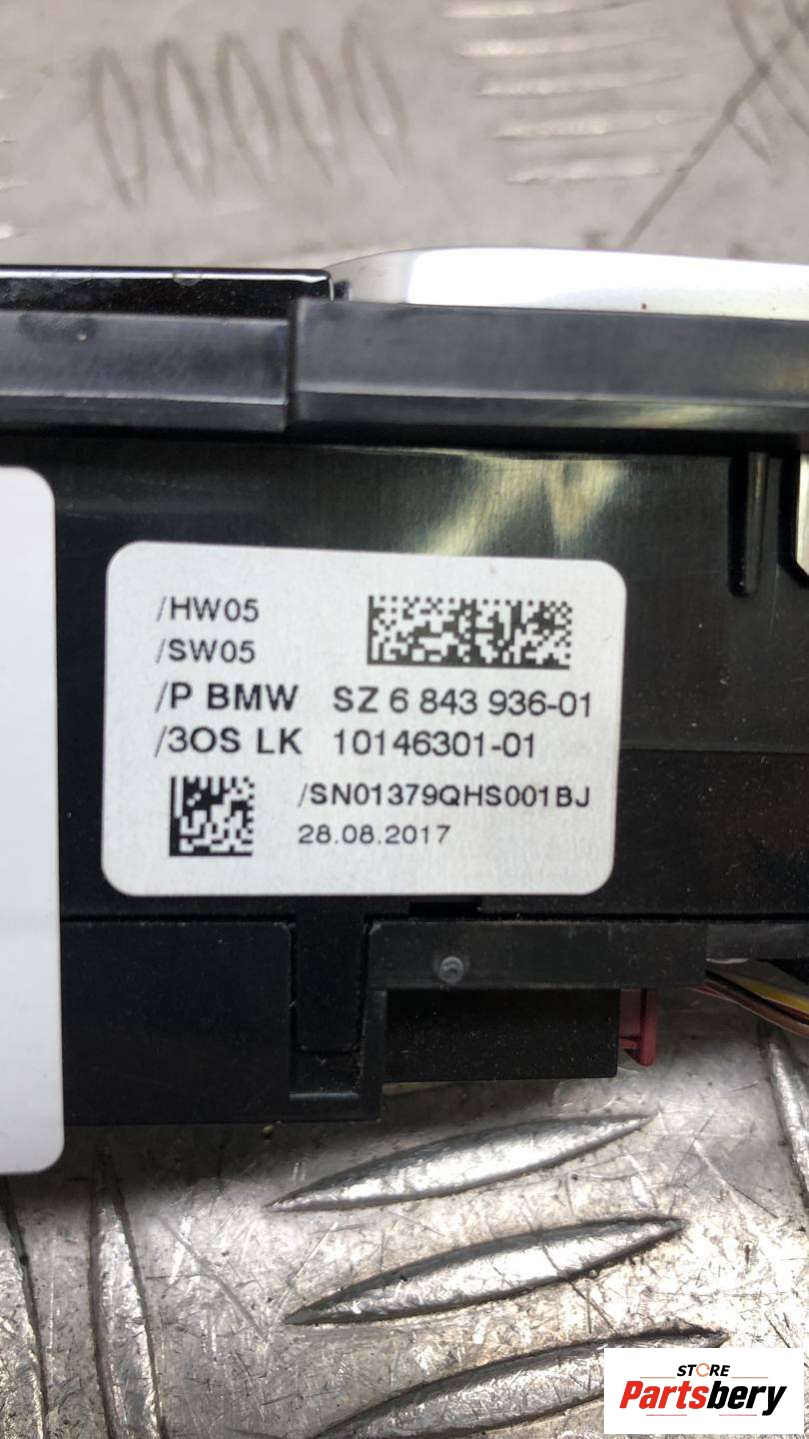 /HW05
/SW05
/P BMW SZ 6 843 936-01
/3OS LK 10146301-01
/SN01379QHS001BJ
28.08.2017
STORE
Partsbery